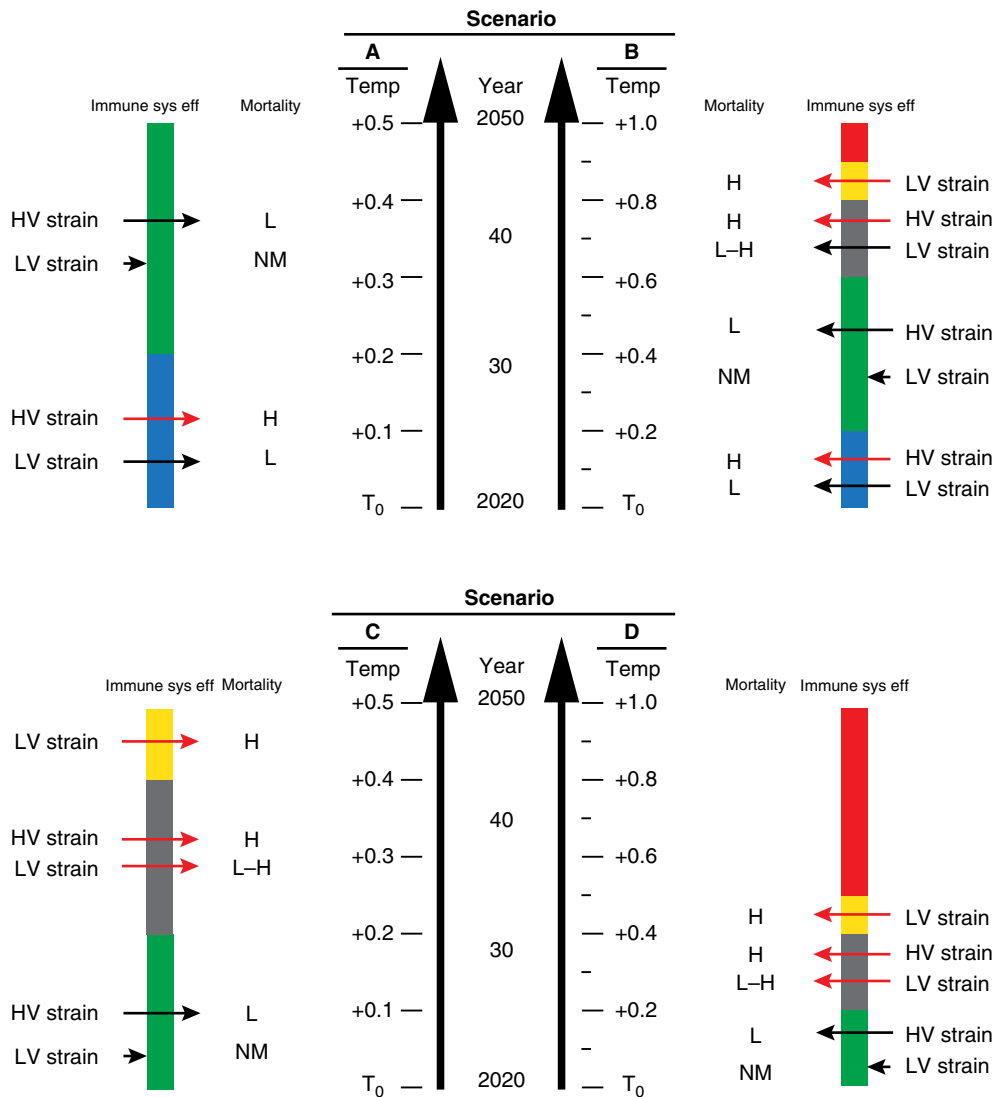 Scenario
A B
Temp Year Temp
Immune sys eff Mortality Mortality Immune sys eff
+0.5 2050 +1.0
H LV strain
+0.4 +0.8
HV strain L H HV strain
40
LV strain NM L–H LV strain
+0.3 +0.6
L HV strain
+0.2 +0.4
30
NM LV strain
HV strain H
+0.1 +0.2
LV strain L H HV strain
L LV strain
T0 2020 T0
Scenario
C D
Temp Year Temp
Immune sys eff Mortality Mortality Immune sys eff
+0.5 2050 +1.0
LV strain H
+0.4 +0.8
40
HV strain H
+0.3 +0.6
LV strain L–H
H LV strain
+0.2 +0.4
30
H HV strain
L–H LV strain
+0.1 +0.2
HV strain L
L HV strain
LV strain NM
NM LV strain
T0 2020 T0